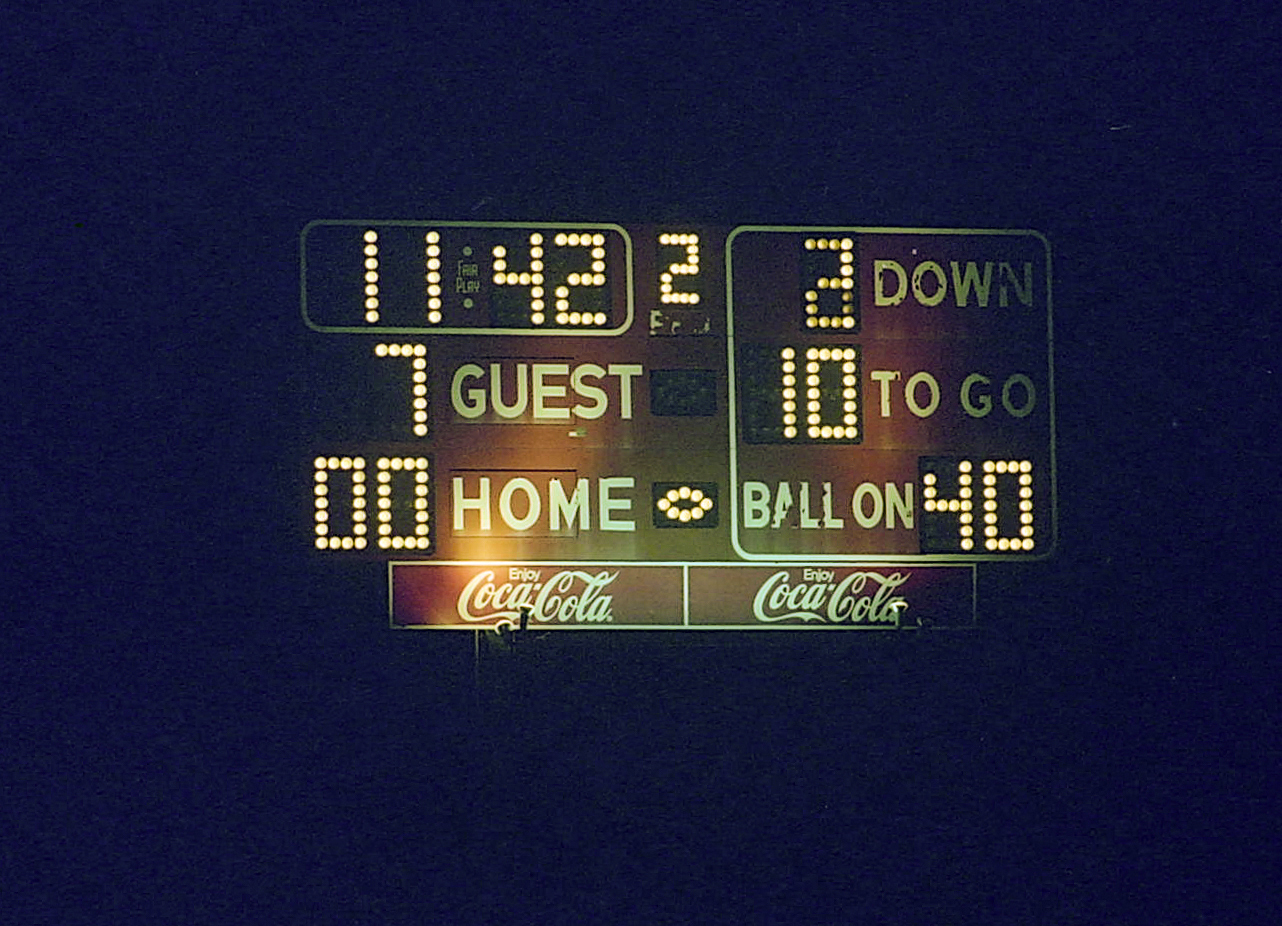 11:42 2 2 DOWN
FAIR
PLAY
7 GUEST 10 TO GO
00 HOME BALL ON 40
Enjoy Enjoy
Coca-Cola Coca-Cola